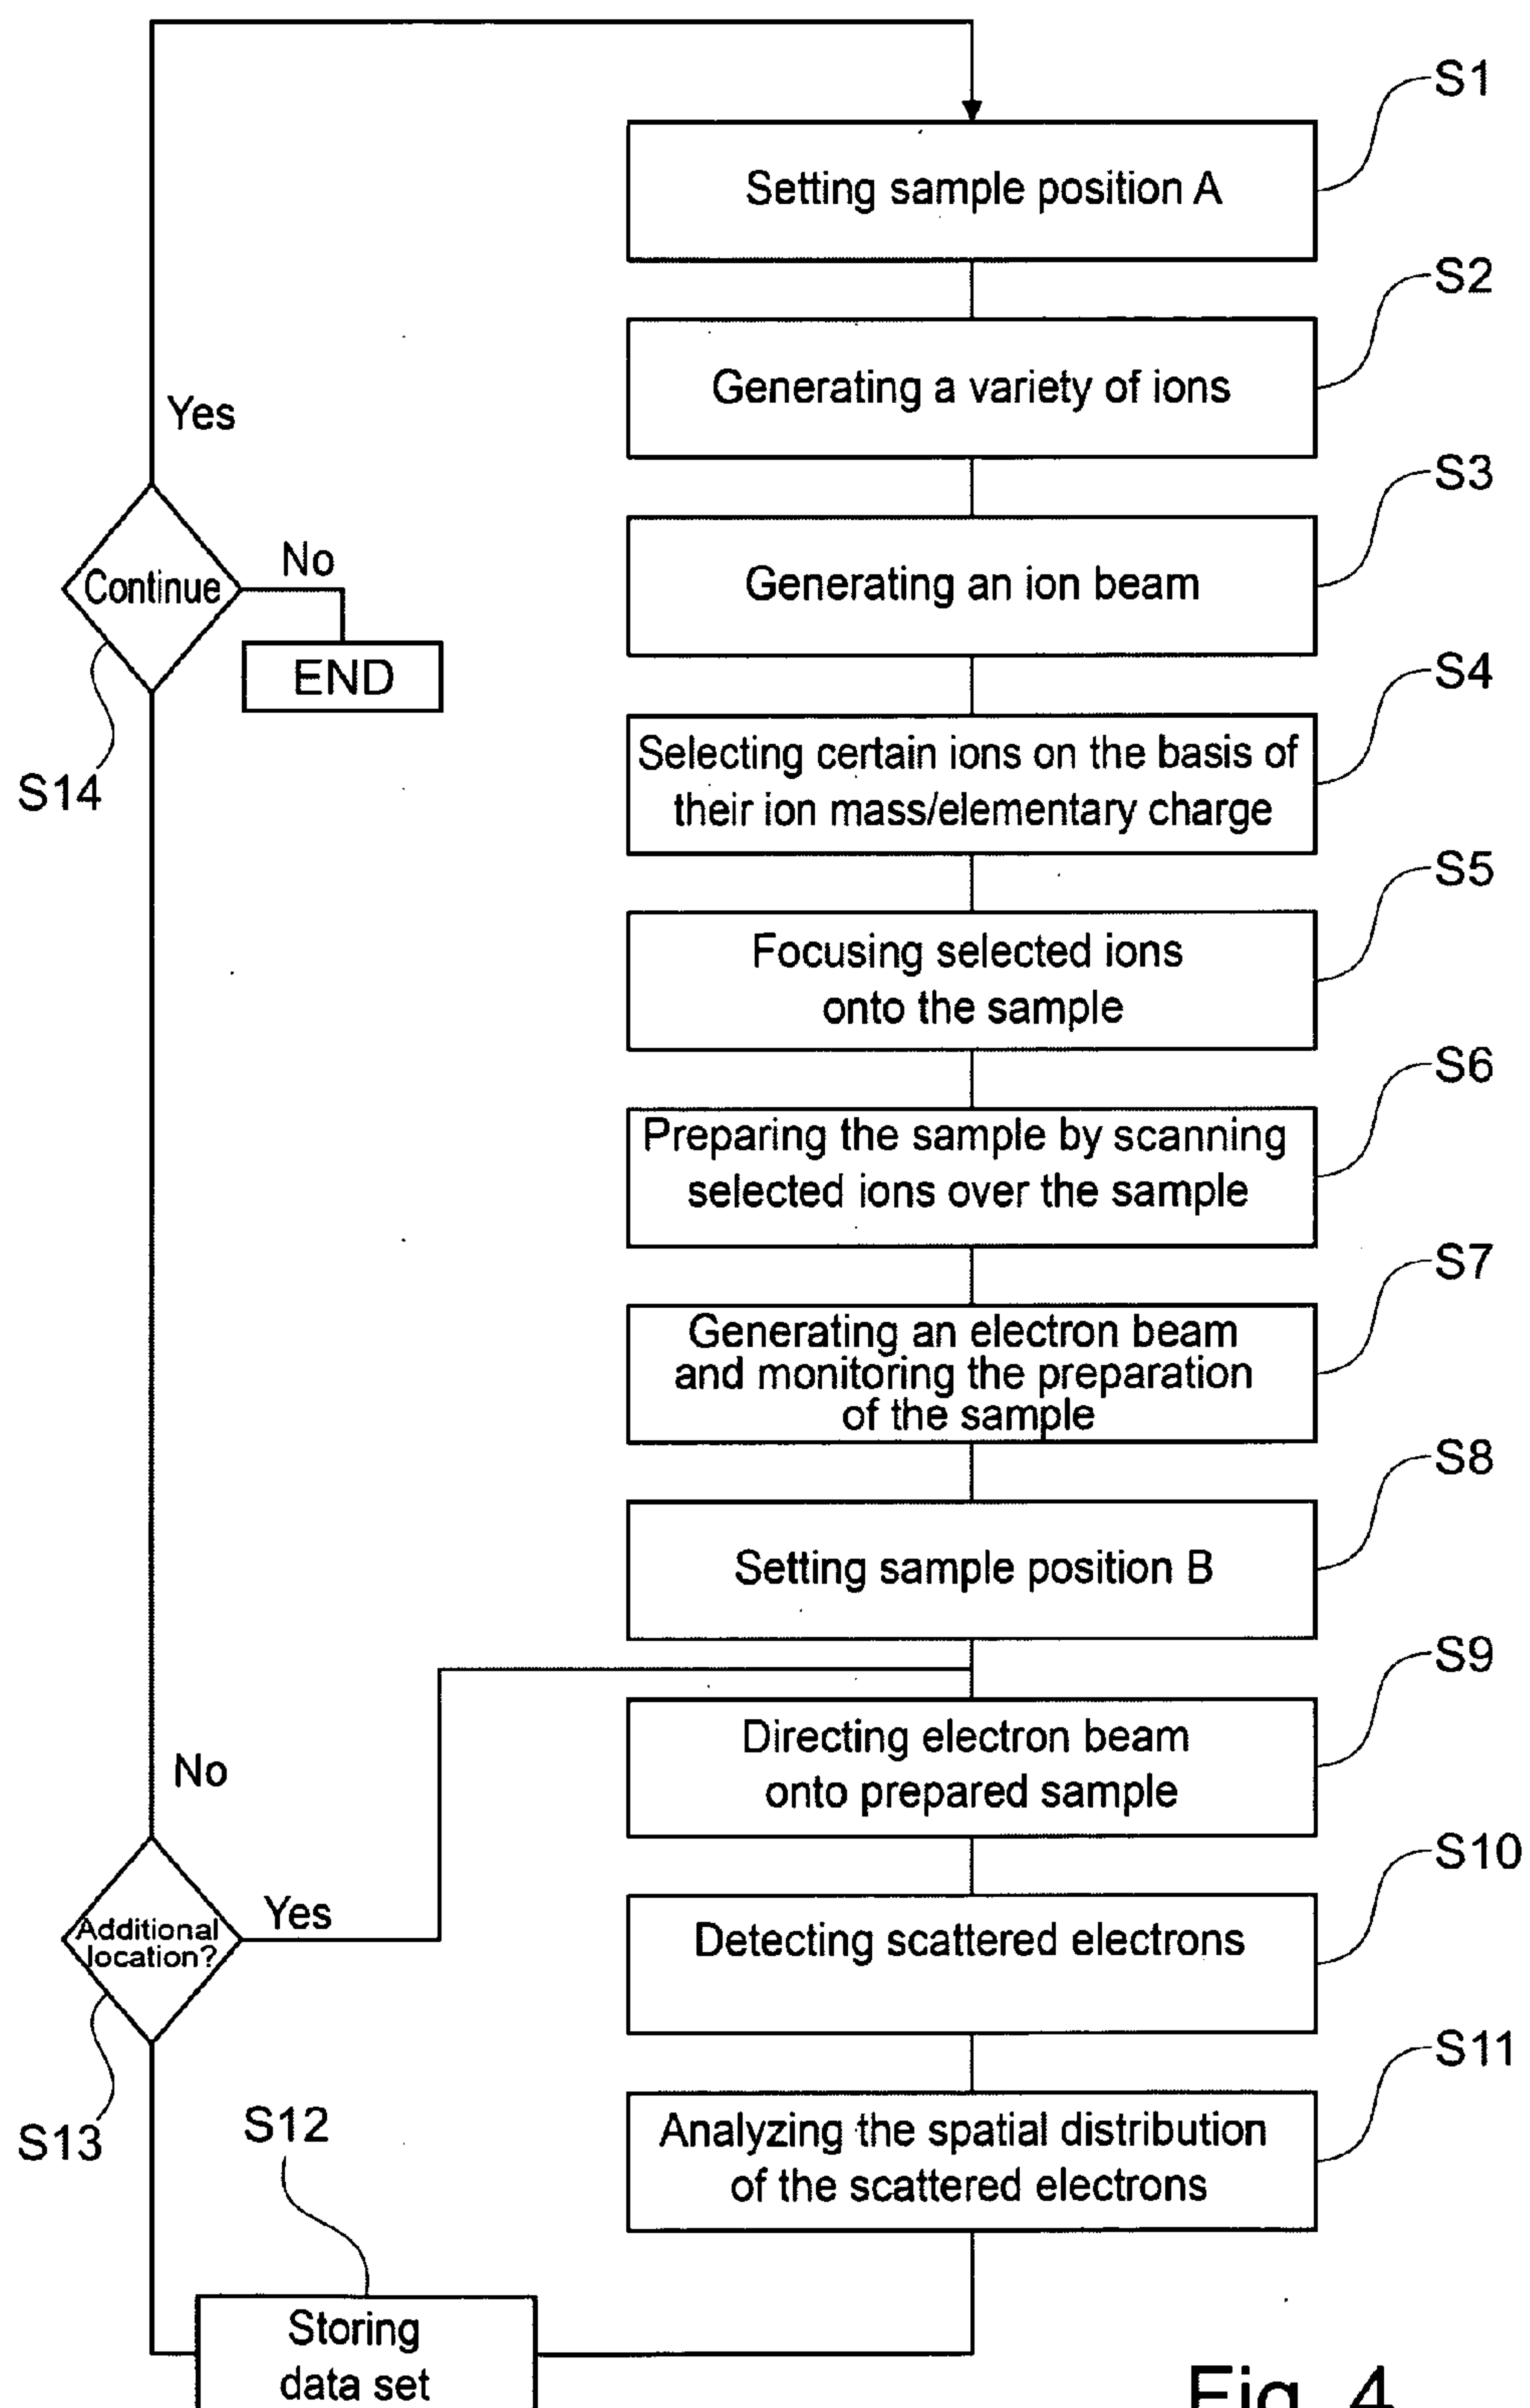 S1
Setting sample position A
S2
Generating a variety of ions
Yes
S3
Continue
No
Generating an ion beam
END
S4
Selecting certain ions on the basis of
their ion mass/elementary charge
S14
S5
Focusing selected ions
onto the sample
S6
Preparing the sample by scanning
selected ions over the sample
S7
Generating an electron beam
and monitoring the preparation
of the sample
S8
Setting sample position B
S9
Directing electron beam
onto prepared sample
No
S10
Additional
location?
Yes
Detecting scattered electrons
S11
Analyzing the spatial distribution
of the scattered electrons
S13
S12
Storing
data set
Fig. 4